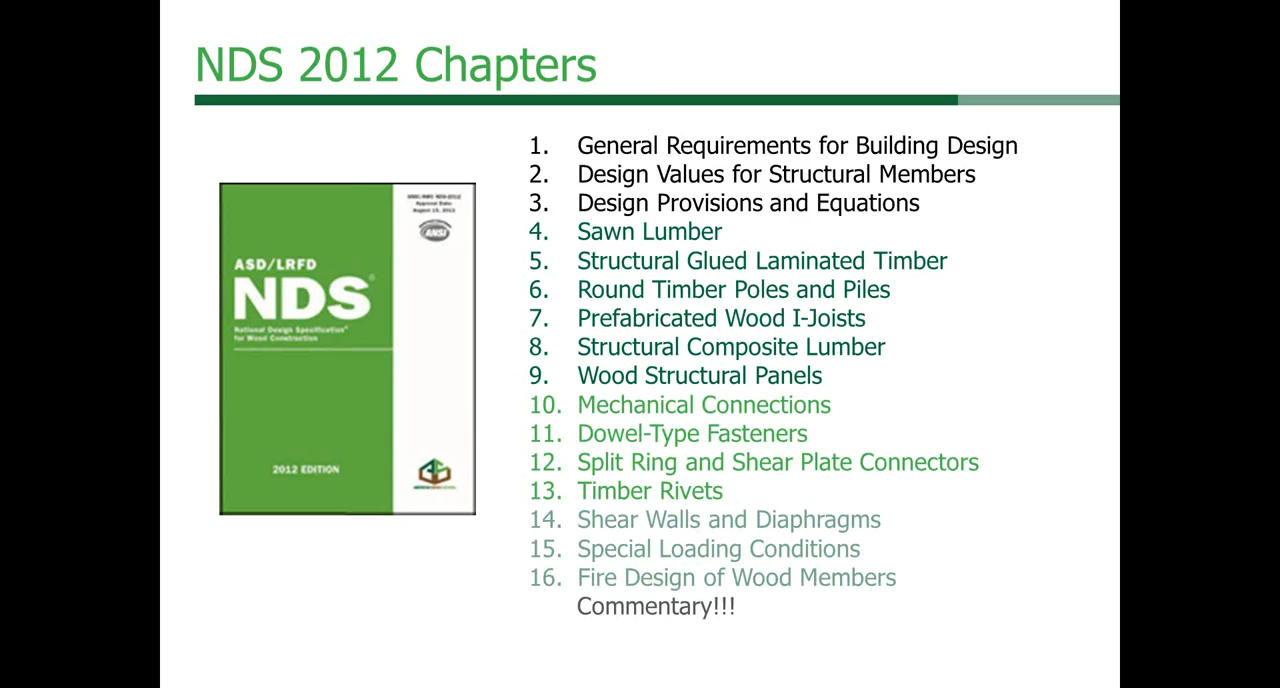 NDS 2012 Chapters
1. General Requirements for Building Design
2. Design Values for Structural Members
3. Design Provisions and Equations
4. Sawn Lumber
5. Structural Glued Laminated Timber
6. Round Timber Poles and Piles
7. Prefabricated Wood I-Joists
8. Structural Composite Lumber
9. Wood Structural Panels
10. Mechanical Connections
11. Dowel-Type Fasteners
12. Split Ring and Shear Plate Connectors
13. Timber Rivets
14. Shear Walls and Diaphragms
15. Special Loading Conditions
16. Fire Design of Wood Members
Commentary!!!
ANSI
ASD/LRFD
NDS®
National Design Specification®
for Wood Construction
2012 EDITION